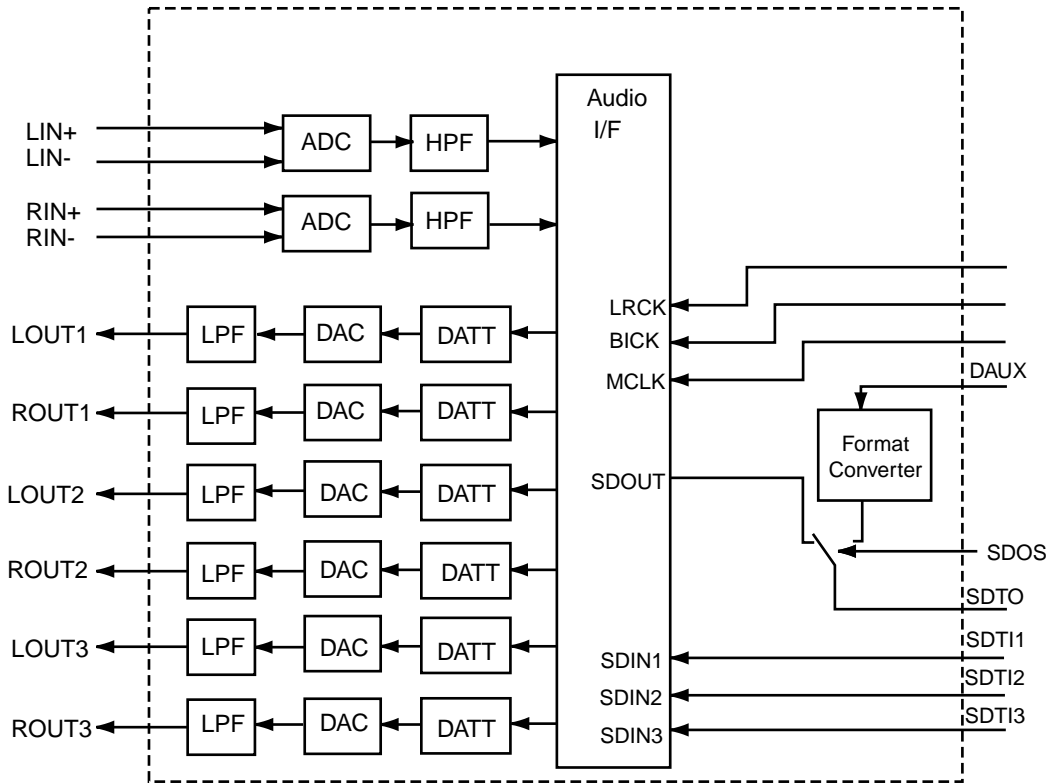 Audio
I/F
LIN+
LIN-
ADC
HPF
RIN+
RIN-
ADC
HPF
LRCK
BICK
MCLK
DAUX
Format
Converter
LOUT1
LPF
DAC
DATT
ROUT1
LPF
DAC
DATT
LOUT2
LPF
DAC
DATT
SDOUT
ROUT2
LPF
DAC
DATT
SDOS
SDTO
LOUT3
LPF
DAC
DATT
SDIN1
SDTI1
SDIN2
SDTI2
ROUT3
LPF
DAC
DATT
SDIN3
SDTI3